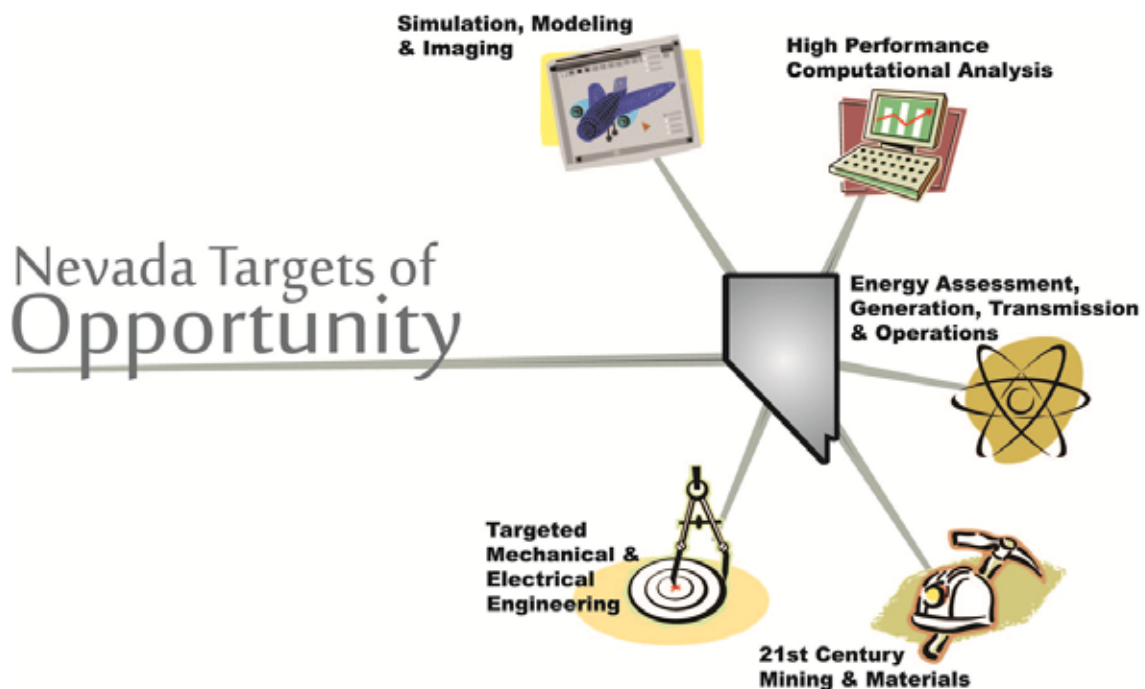 Simulation, Modeling
& Imaging
High Performance
Computational Analysis
Nevada Targets of
Opportunity
Energy Assessment,
Generation, Transmission
& Operations
Targeted
Mechanical &
Electrical
Engineering
21st Century
Mining & Materials